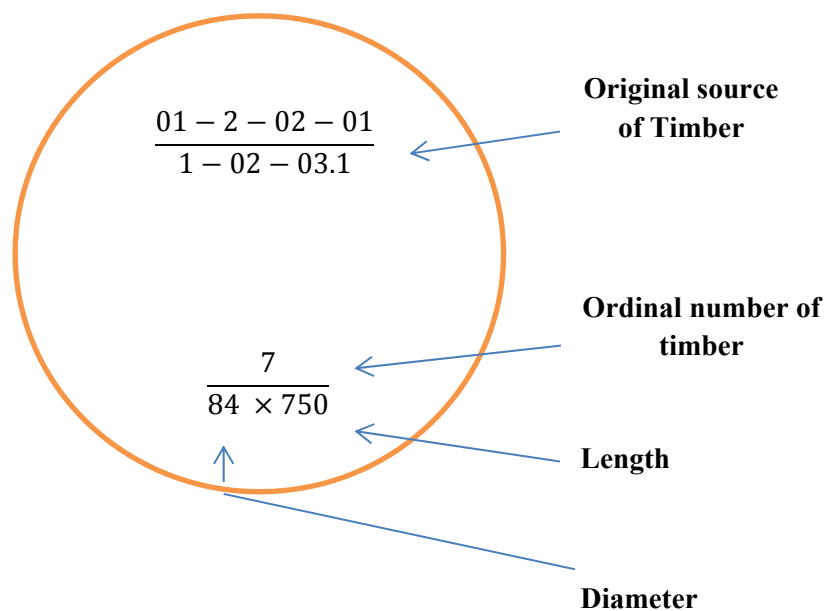 Original source
of Timber
01 − 2 − 02 − 01
1 − 02 − 03.1
Ordinal number of
timber
7
84 × 750
Length
Diameter